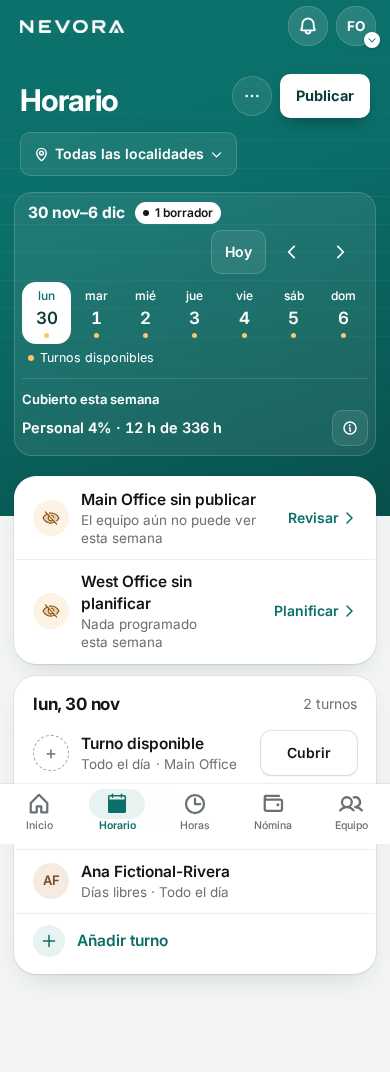 NEVORA
FO
Horario
Publicar
Todas las localidades
30 nov–6 dic
1 borrador
Hoy
lun mar mié jue vie sáb dom
30 1 2 3 4 5 6
Turnos disponibles
Cubierto esta semana
Personal 4% · 12 h de 336 h
Main Office sin publicar
El equipo aún no puede ver
esta semana
Revisar
West Office sin
planificar
Nada programado
esta semana
Planificar
lun, 30 nov
2 turnos
Turno disponible
Todo el día · Main Office
Cubrir
Inicio
Horario
Horas
Nómina
Equipo
AF
Ana Fictional-Rivera
Días libres · Todo el día
Añadir turno